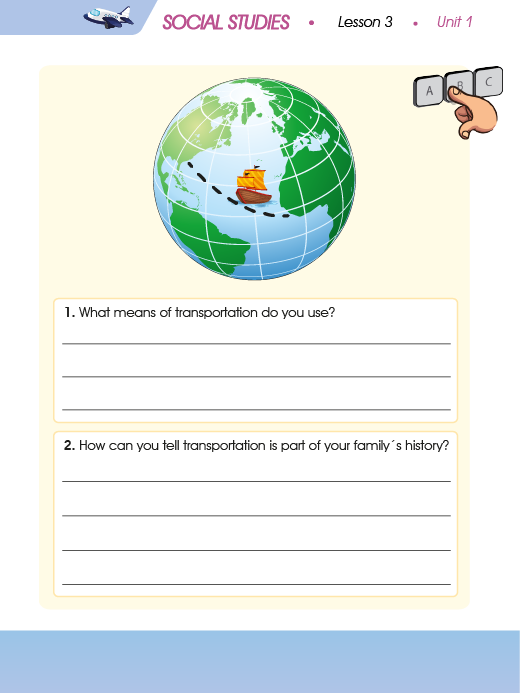 SOCIAL STUDIES • Lesson 3 • Unit 1
A B C
1. What means of transportation do you use?
2. How can you tell transportation is part of your family´s history?